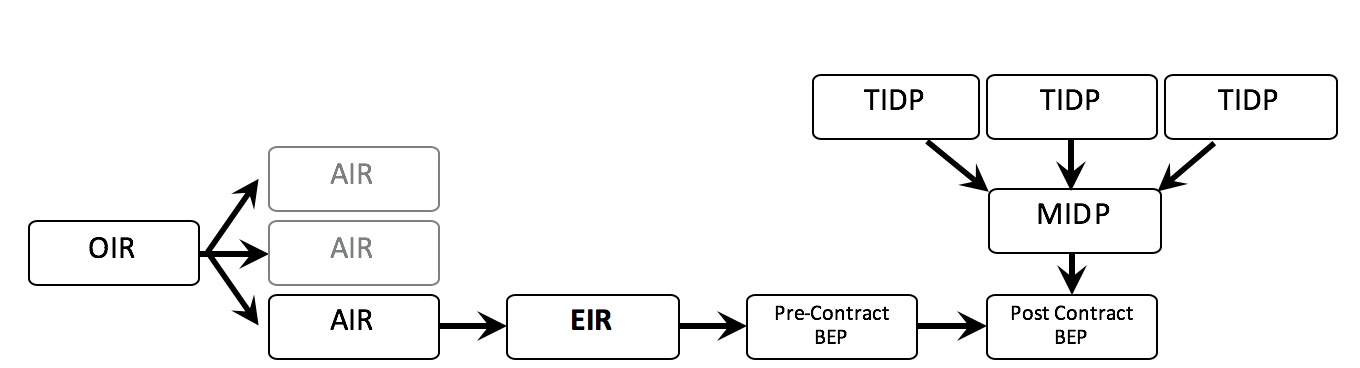 TIDP
TIDP
TIDP
AIR
MIDP
OIR
AIR
AIR
EIR
Pre-Contract
BEP
Post Contract
BEP